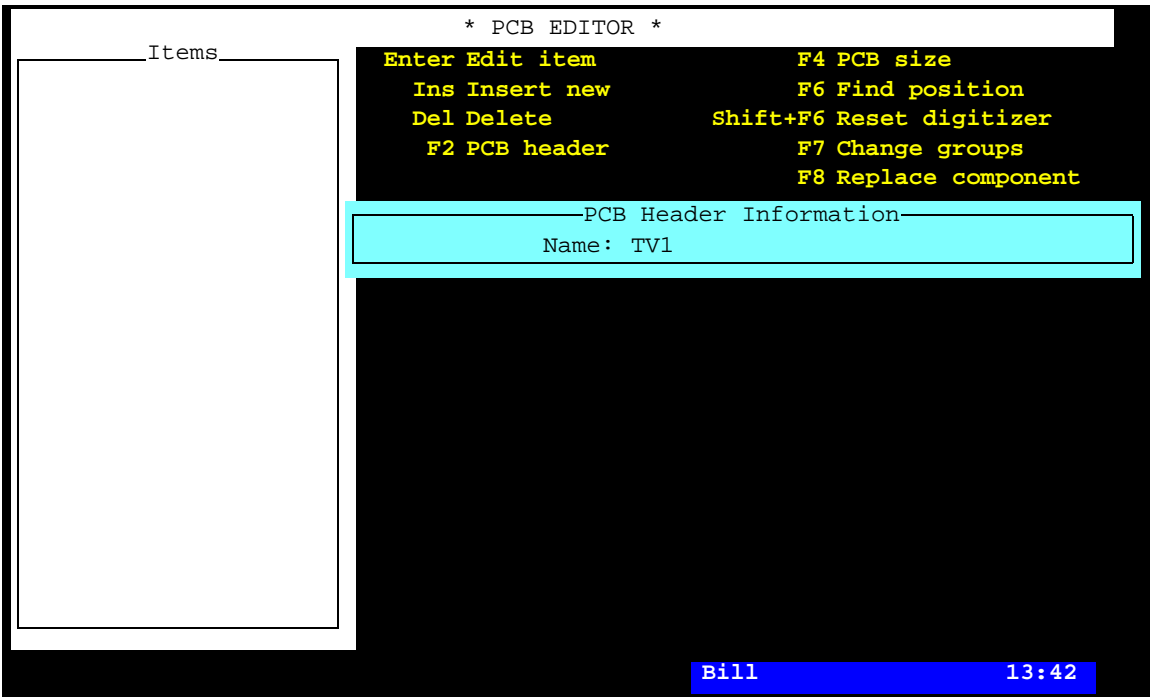 * PCB EDITOR *
Items
Enter Edit item F4 PCB size
Ins Insert new F6 Find position
Del Delete Shift+F6 Reset digitizer
F2 PCB header F7 Change groups
F8 Replace component
PCB Header Information
Name: TV1
Bill 13:42